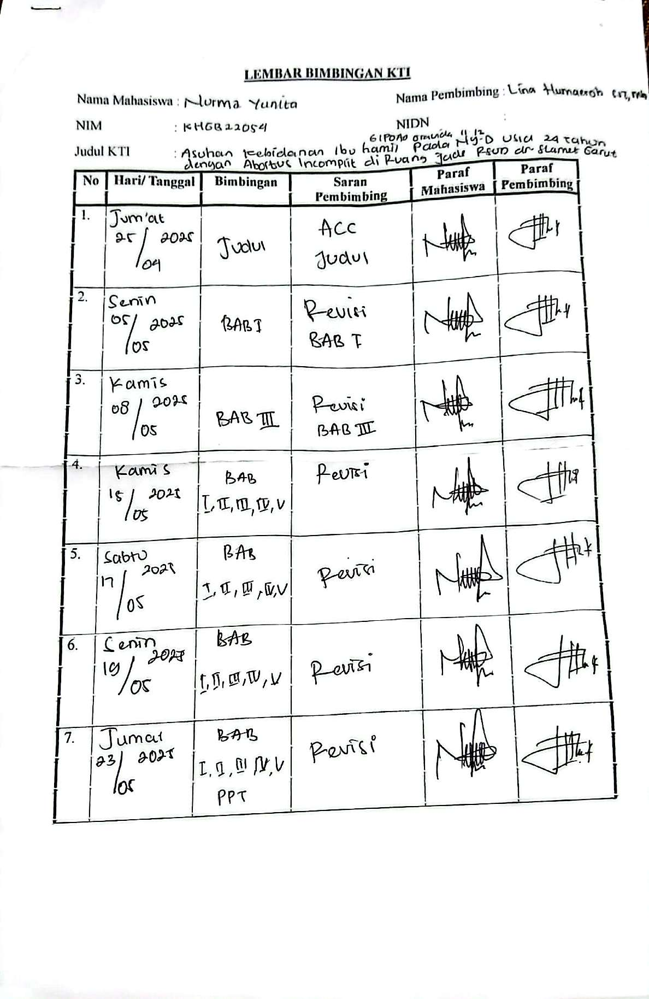 LEMBAR BIMBINGAN KTI
Nama Mahasiswa : Nurma Yunita
Nama Pembimbing : Lina Humaeroh
NIM : KHGB22054
NIDN :
G1P0A0 Gravida 11-12
Judul KTI : Asuhan Kebidanan Ibu hamil Pada Ny-D Usia 24 Tahun
dengan Abortus Incomplit di Ruang Jade RSUD dr Slamet Garut
No Hari/ Tanggal Bimbingan Saran Pembimbing Paraf Mahasiswa Paraf Pembimbing
1. Jum'at 25/04 2025 Judul ACC Judul
2. Senin 05/05 2025 BAB I Revisi BAB I
3. Kamis 08/05 2025 BAB III Revisi BAB III
4. Kamis 15/05 2025 BAB I, II, III, IV, V Revisi
5. Sabtu 17/05 2025 BAB I, II, III, IV, V Revisi
6. Senin 19/05 2025 BAB I, II, III, IV, V Revisi
7. Jumat 23/05 2025 BAB I, II, III, IV, V PPT Revisi